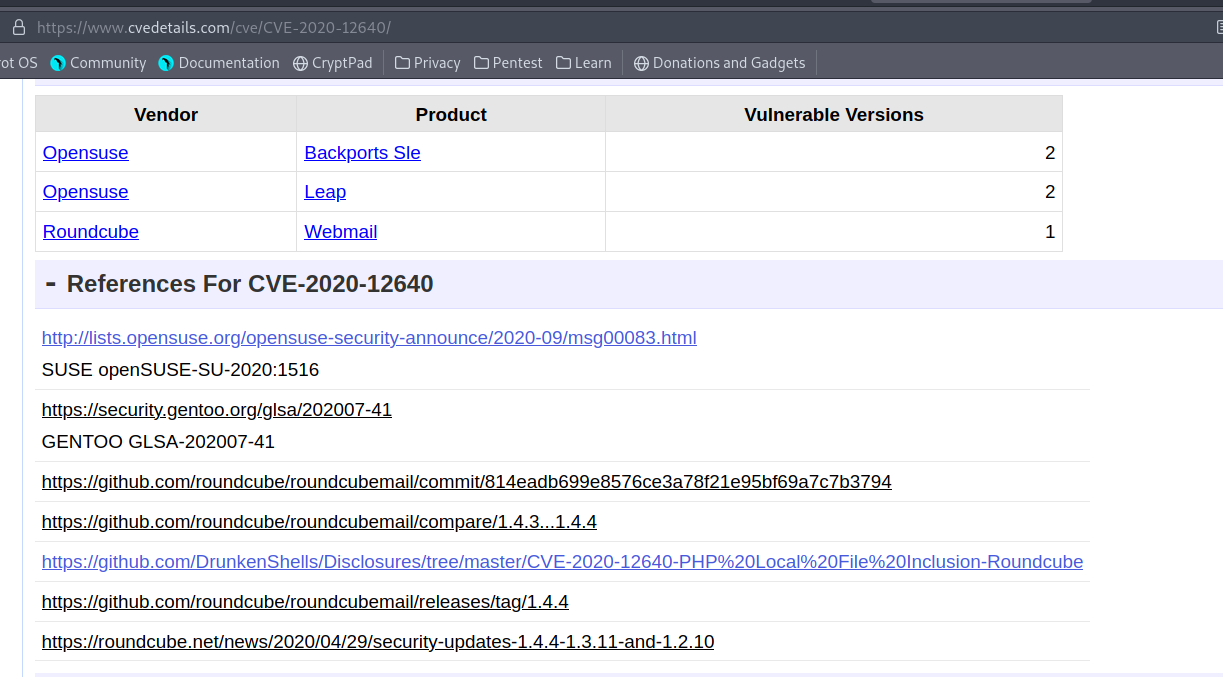 https://www.cvedetails.com/cve/CVE-2020-12640/
ot OS Community Documentation CryptPad Privacy Pentest Learn Donations and Gadgets
Vendor Product Vulnerable Versions
Opensuse Backports Sle 2
Opensuse Leap 2
Roundcube Webmail 1
- References For CVE-2020-12640
http://lists.opensuse.org/opensuse-security-announce/2020-09/msg00083.html
SUSE openSUSE-SU-2020:1516
https://security.gentoo.org/glsa/202007-41
GENTOO GLSA-202007-41
https://github.com/roundcube/roundcubemail/commit/814eadb699e8576ce3a78f21e95bf69a7c7b3794
https://github.com/roundcube/roundcubemail/compare/1.4.3...1.4.4
https://github.com/DrunkenShells/Disclosures/tree/master/CVE-2020-12640-PHP%20Local%20File%20Inclusion-Roundcube
https://github.com/roundcube/roundcubemail/releases/tag/1.4.4
https://roundcube.net/news/2020/04/29/security-updates-1.4.4-1.3.11-and-1.2.10